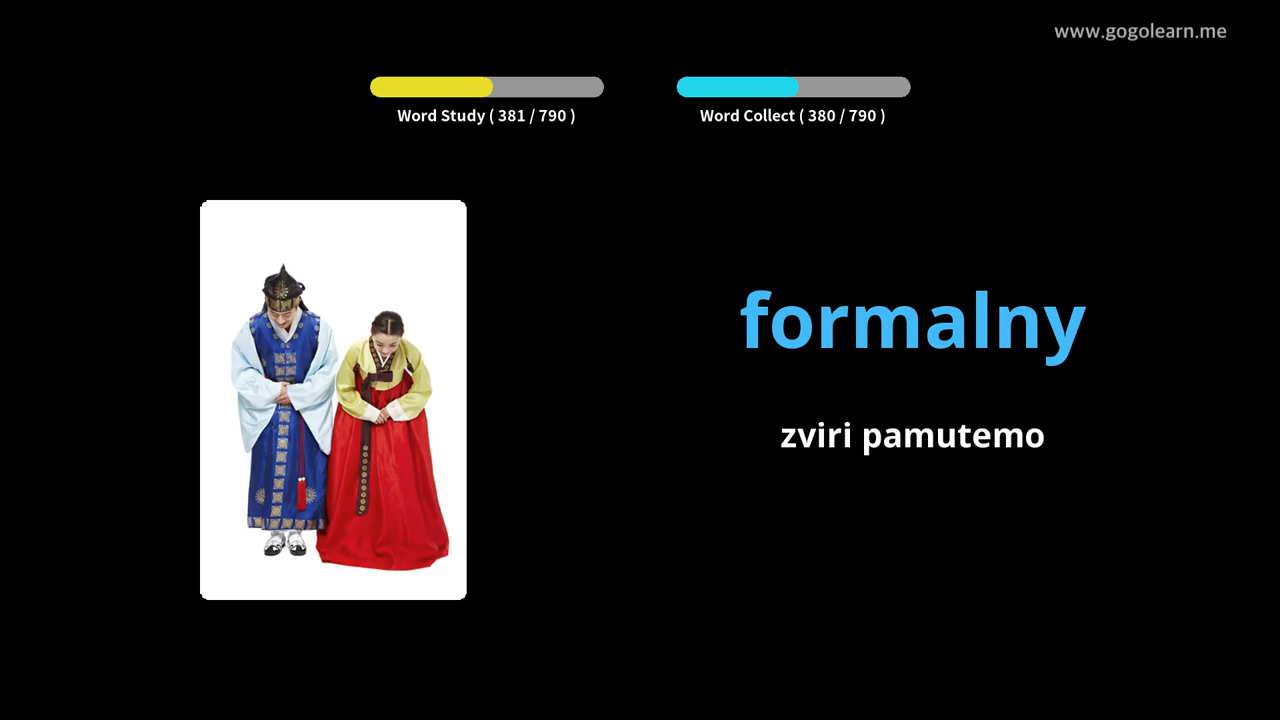 www.gogolearn.me
Word Study ( 381 / 790 )
Word Collect ( 380 / 790 )
formalny
zviri pamutemo